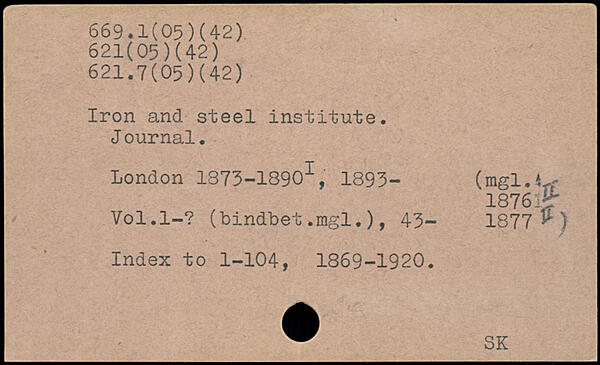 669.1(05)(42)
621(05)(42)
621.7(05)(42)
Iron and steel institute.
Journal.
London 1873-1890I, 1893- (mgl.
1876 II
Vol.1-? (bindbet.mgl.), 43- 1877 II)
Index to 1-104, 1869-1920.
SK